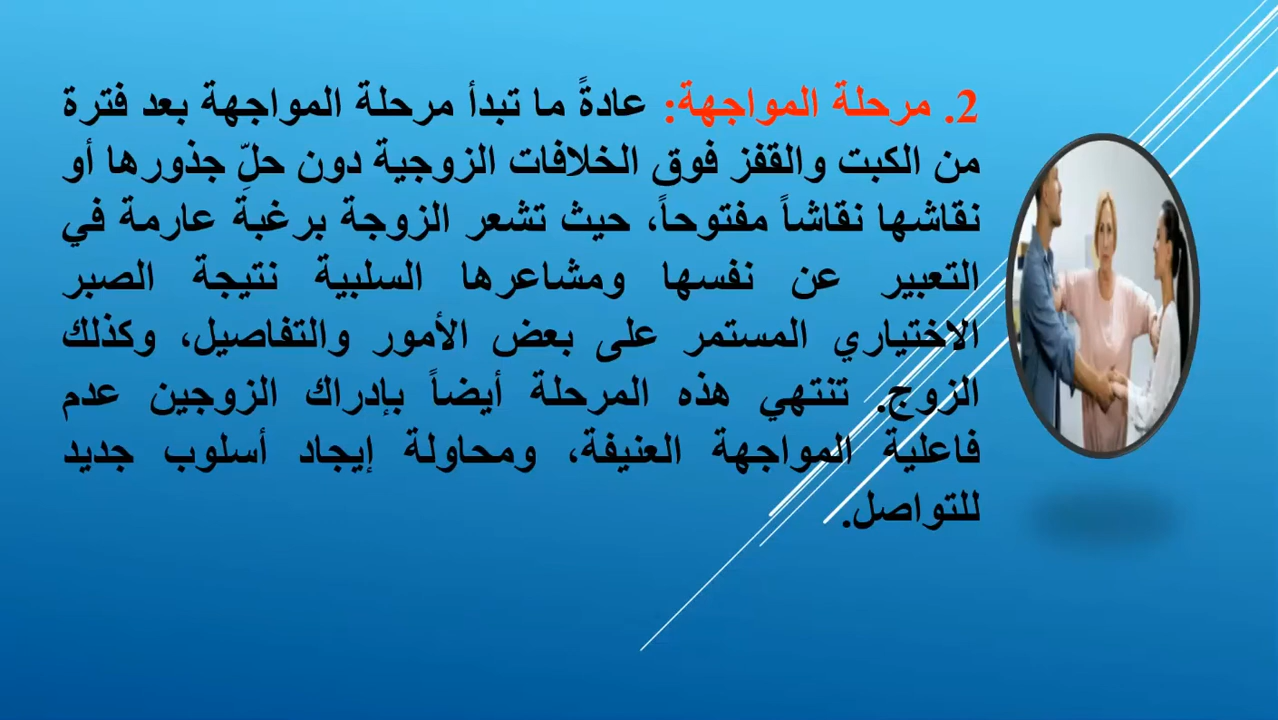 2. مرحلة المواجهة: عادةً ما تبدأ مرحلة المواجهة بعد فترة
من الكبت والقفز فوق الخلافات الزوجية دون حلِّ جذورها أو
نقاشها نقاشاً مفتوحاً، حيث تشعر الزوجة برغبة عارمة في
التعبير عن نفسها ومشاعرها السلبية نتيجة الصبر
الاختياري المستمر على بعض الأمور والتفاصيل، وكذلك
الزوج. تنتهي هذه المرحلة أيضاً بإدراك الزوجين عدم
فاعلية المواجهة العنيفة، ومحاولة إيجاد أسلوب جديد
للتواصل.